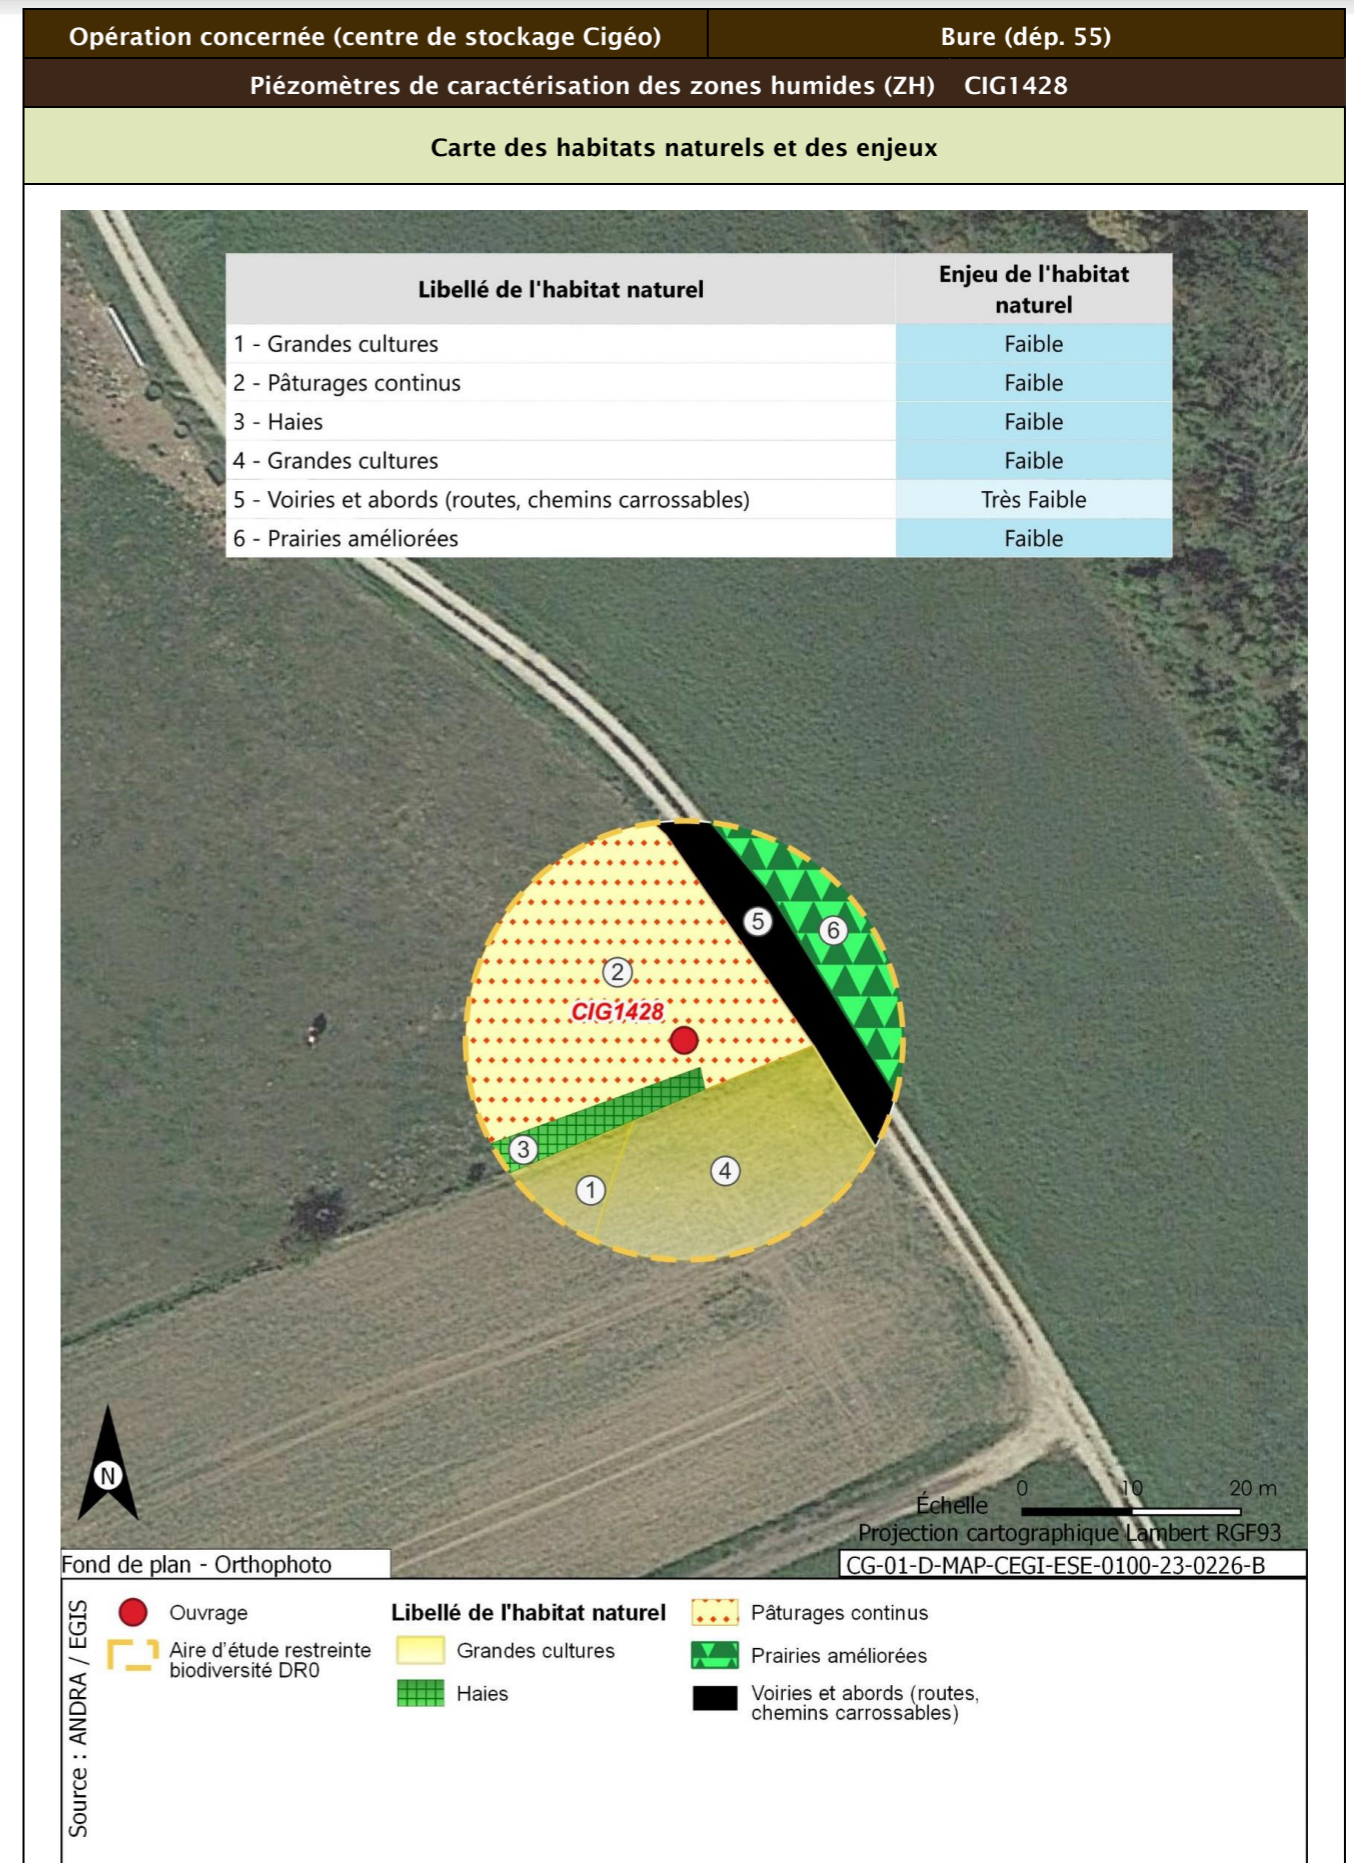 Opération concernée (centre de stockage Cigéo)
Bure (dép. 55)
Piézomètres de caractérisation des zones humides (ZH) CIG1428
Carte des habitats naturels et des enjeux
Libellé de l'habitat naturel
Enjeu de l'habitat
naturel
1 - Grandes cultures
Faible
2 - Pâturages continus
Faible
3 - Haies
Faible
4 - Grandes cultures
Faible
5 - Voiries et abords (routes, chemins carrossables)
Très Faible
6 - Prairies améliorées
Faible
5
6
2
CIG1428
3
4
1
N
0 10 20 m
Échelle
Projection cartographique Lambert RGF93
Fond de plan - Orthophoto
CG-01-D-MAP-CEGI-ESE-0100-23-0226-B
Source : ANDRA / EGIS
Ouvrage
Aire d'étude restreinte
biodiversité DR0
Libellé de l'habitat naturel
Grandes cultures
Haies
Pâturages continus
Prairies améliorées
Voiries et abords (routes,
chemins carrossables)